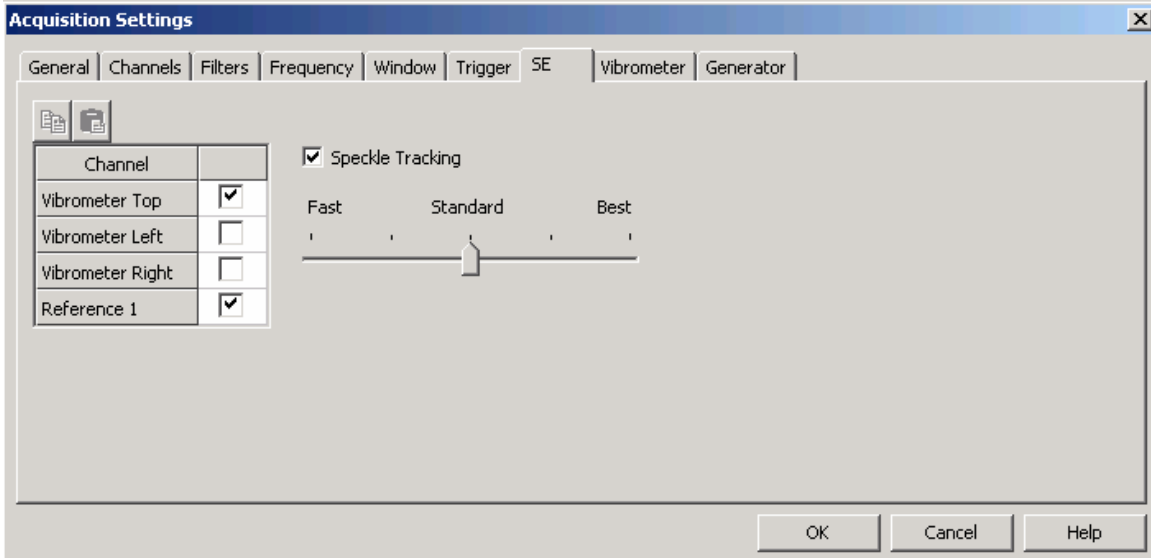 Acquisition Settings
General Channels Filters Frequency Window Trigger SE Vibrometer Generator
Channel
Vibrometer Top
Vibrometer Left
Vibrometer Right
Reference 1
Speckle Tracking
Fast Standard Best
OK Cancel Help